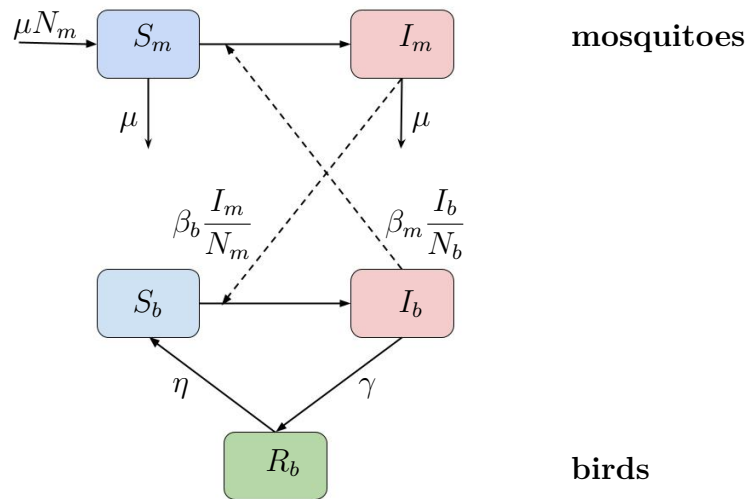 μN_m S_m I_m mosquitoes
μ μ
β_b I_m/N_m β_m I_b/N_b
S_b I_b
η γ
R_b birds